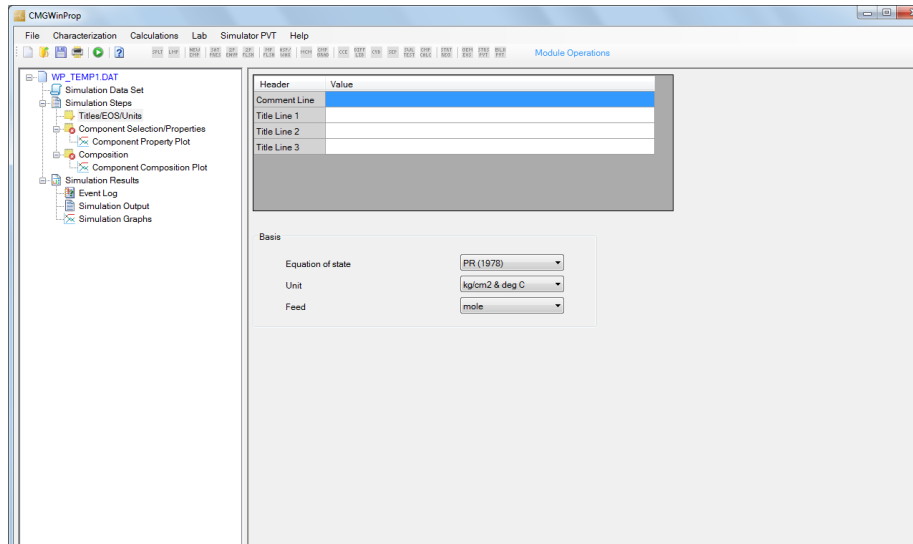 CMGWinProp
File Characterization Calculations Lab Simulator PVT Help
Module Operations
WP_TEMP1.DAT
Simulation Data Set
Simulation Steps
Titles/EOS/Units
Component Selection/Properties
Component Property Plot
Composition
Component Composition Plot
Simulation Results
Event Log
Simulation Output
Simulation Graphs
Header Value
Comment Line
Title Line 1
Title Line 2
Title Line 3
Basis
Equation of state PR (1978)
Unit kg/cm2 & deg C
Feed mole